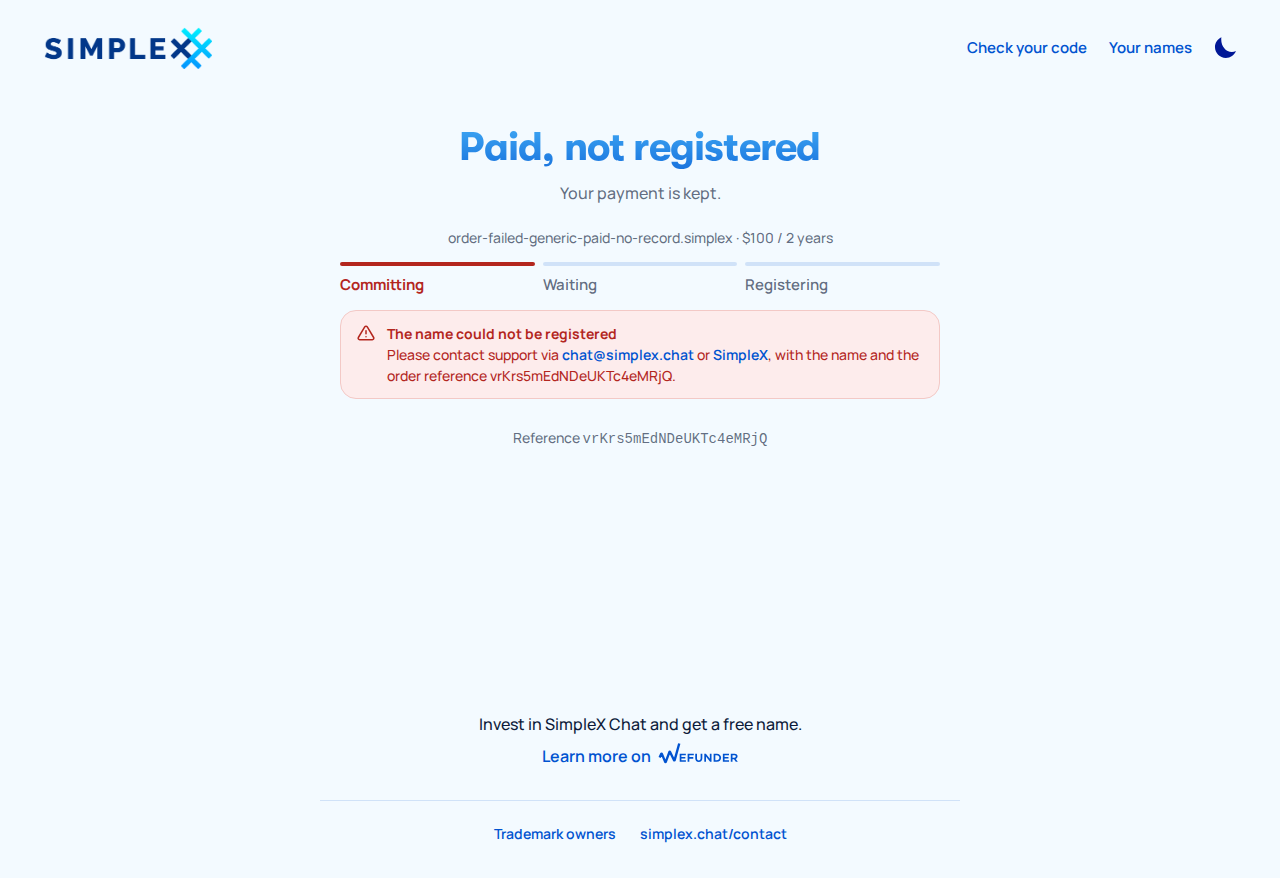 SIMPLEX
Check your code
Your names
Paid, not registered
Your payment is kept.
order-failed-generic-paid-no-record.simplex · $100 / 2 years
Committing
Waiting
Registering
The name could not be registered
Please contact support via chat@simplex.chat or SimpleX, with the name and the
order reference vrKrs5mEdNDeUKTc4eMRjQ.
Reference vrKrs5mEdNDeUKTc4eMRjQ
Invest in SimpleX Chat and get a free name.
Learn more on WEFUNDER
Trademark owners
simplex.chat/contact